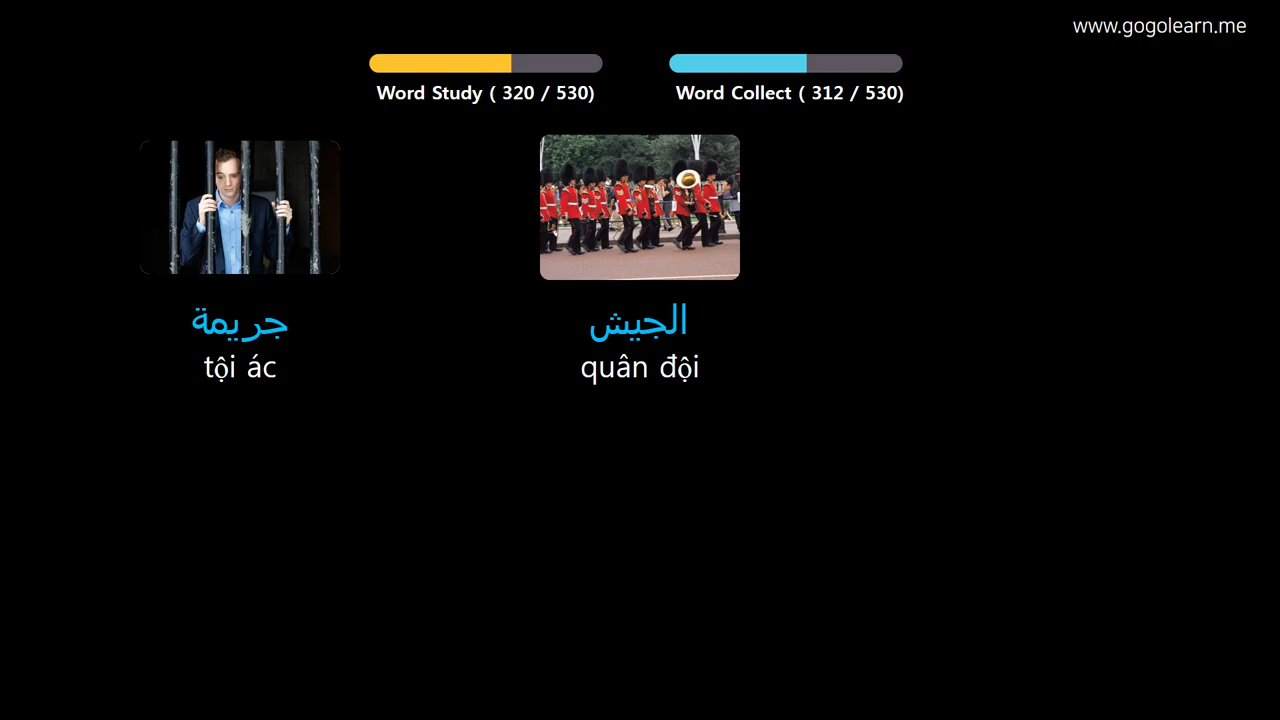 www.gogolearn.me
Word Study ( 320 / 530)
Word Collect ( 312 / 530)
جريمة
tội ác
الجيش
quân đội